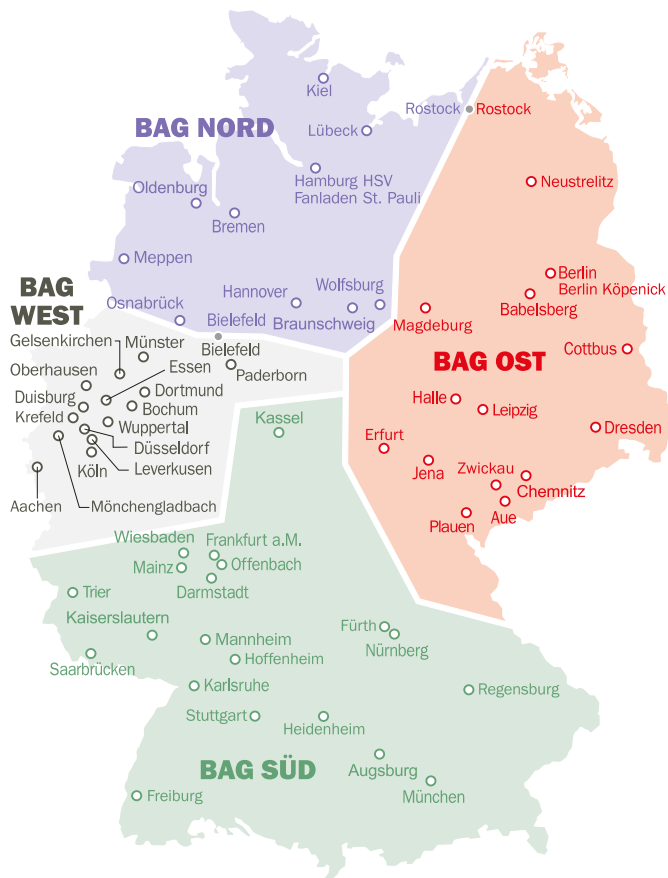 Kiel
Rostock
Rostock
BAG NORD
Lübeck
Hamburg HSV
Fanladen St. Pauli
Oldenburg
Bremen
Neustrelitz
Meppen
Osnabrück
Hannover
Wolfsburg
Braunschweig
Bielefeld
Berlin
Berlin Köpenick
Babelsberg
Magdeburg
BAG OST
Cottbus
Halle
Leipzig
Dresden
Erfurt
Jena
Zwickau
Chemnitz
Aue
Plauen
BAG
WEST
Gelsenkirchen
Münster
Bielefeld
Paderborn
Oberhausen
Essen
Dortmund
Duisburg
Bochum
Krefeld
Wuppertal
Düsseldorf
Leverkusen
Köln
Aachen
Mönchengladbach
Kassel
Wiesbaden
Frankfurt a.M.
Mainz
Offenbach
Darmstadt
Trier
Kaiserslautern
Saarbrücken
Mannheim
Hoffenheim
Fürth
Nürnberg
Karlsruhe
Regensburg
Stuttgart
Heidenheim
BAG SÜD
Augsburg
München
Freiburg